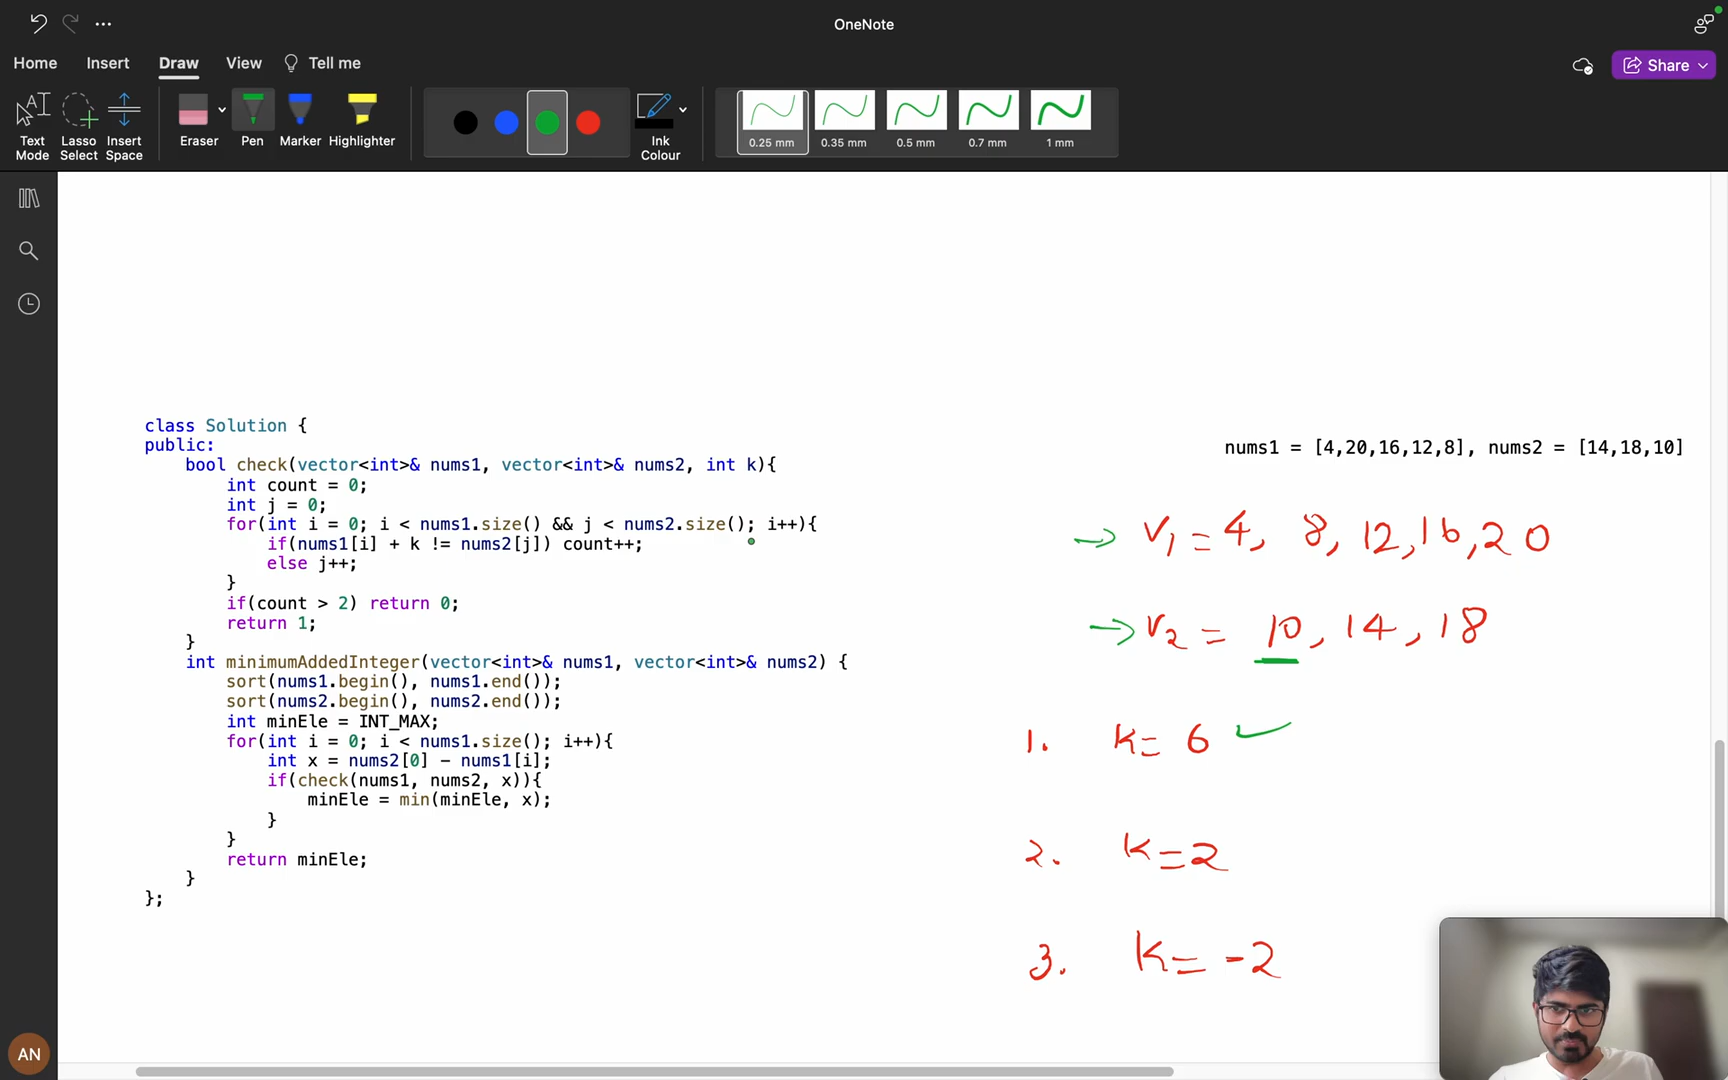 OneNote
Home Insert Draw View Tell me
Share
Text Mode
Lasso Select
Insert Space
Eraser
Pen
Marker
Highlighter
Ink Colour
0.25 mm
0.35 mm
0.5 mm
0.7 mm
1 mm
class Solution {
public:
    bool check(vector<int>& nums1, vector<int>& nums2, int k){
        int count = 0;
        int j = 0;
        for(int i = 0; i < nums1.size() && j < nums2.size(); i++){
            if(nums1[i] + k != nums2[j]) count++;
            else j++;
        }
        if(count > 2) return 0;
        return 1;
    }
    int minimumAddedInteger(vector<int>& nums1, vector<int>& nums2) {
        sort(nums1.begin(), nums1.end());
        sort(nums2.begin(), nums2.end());
        int minEle = INT_MAX;
        for(int i = 0; i < nums1.size(); i++){
            int x = nums2[0] - nums1[i];
            if(check(nums1, nums2, x)){
                minEle = min(minEle, x);
            }
        }
        return minEle;
    }
};
nums1 = [4,20,16,12,8], nums2 = [14,18,10]
→ V1 = 4, 8, 12, 16, 20
→ V2 = 10, 14, 18
1. k = 6 ✓
2. k = 2
3. k = -2
AN